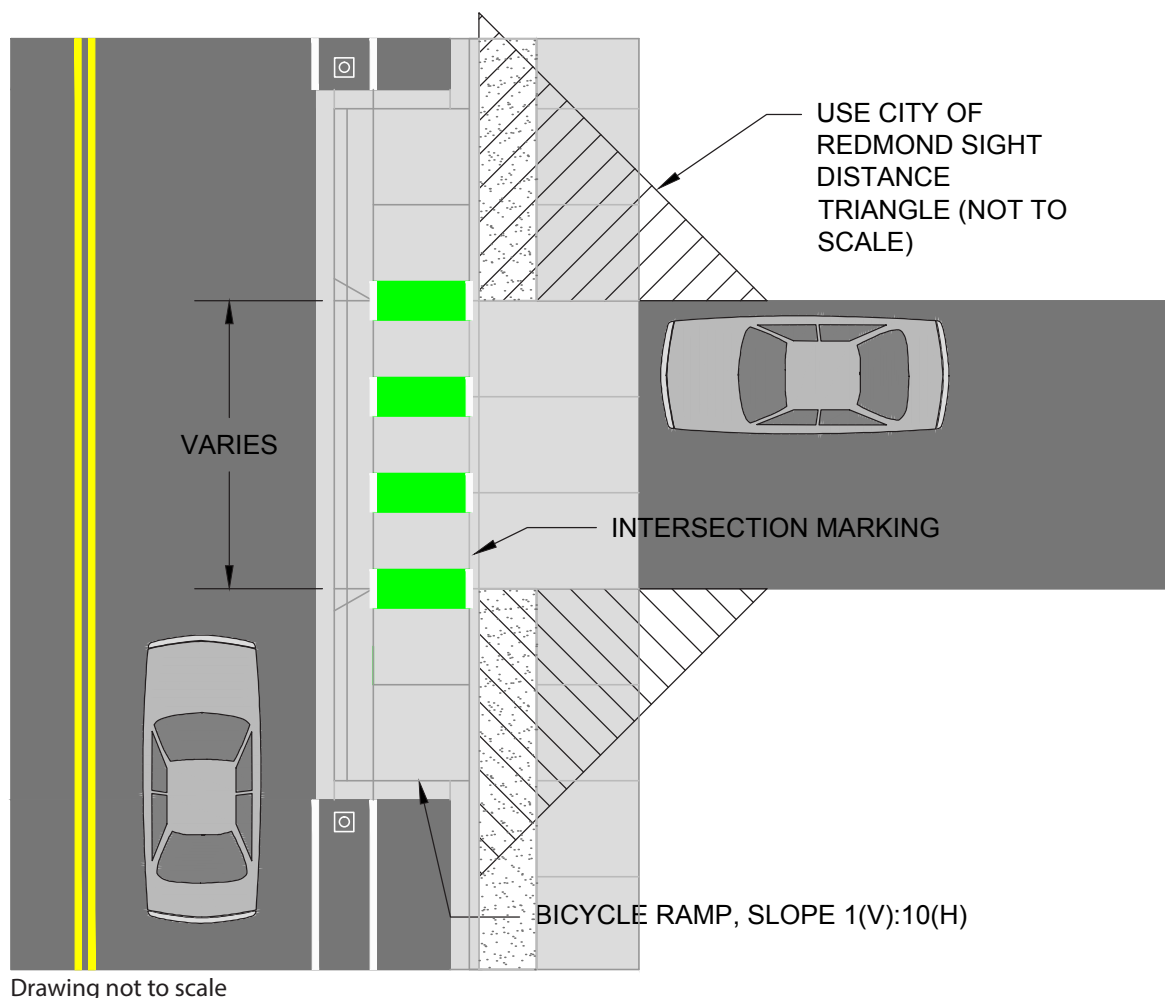 USE CITY OF
REDMOND SIGHT
DISTANCE
TRIANGLE (NOT TO
SCALE)
VARIES
INTERSECTION MARKING
BICYCLE RAMP, SLOPE 1(V):10(H)
Drawing not to scale